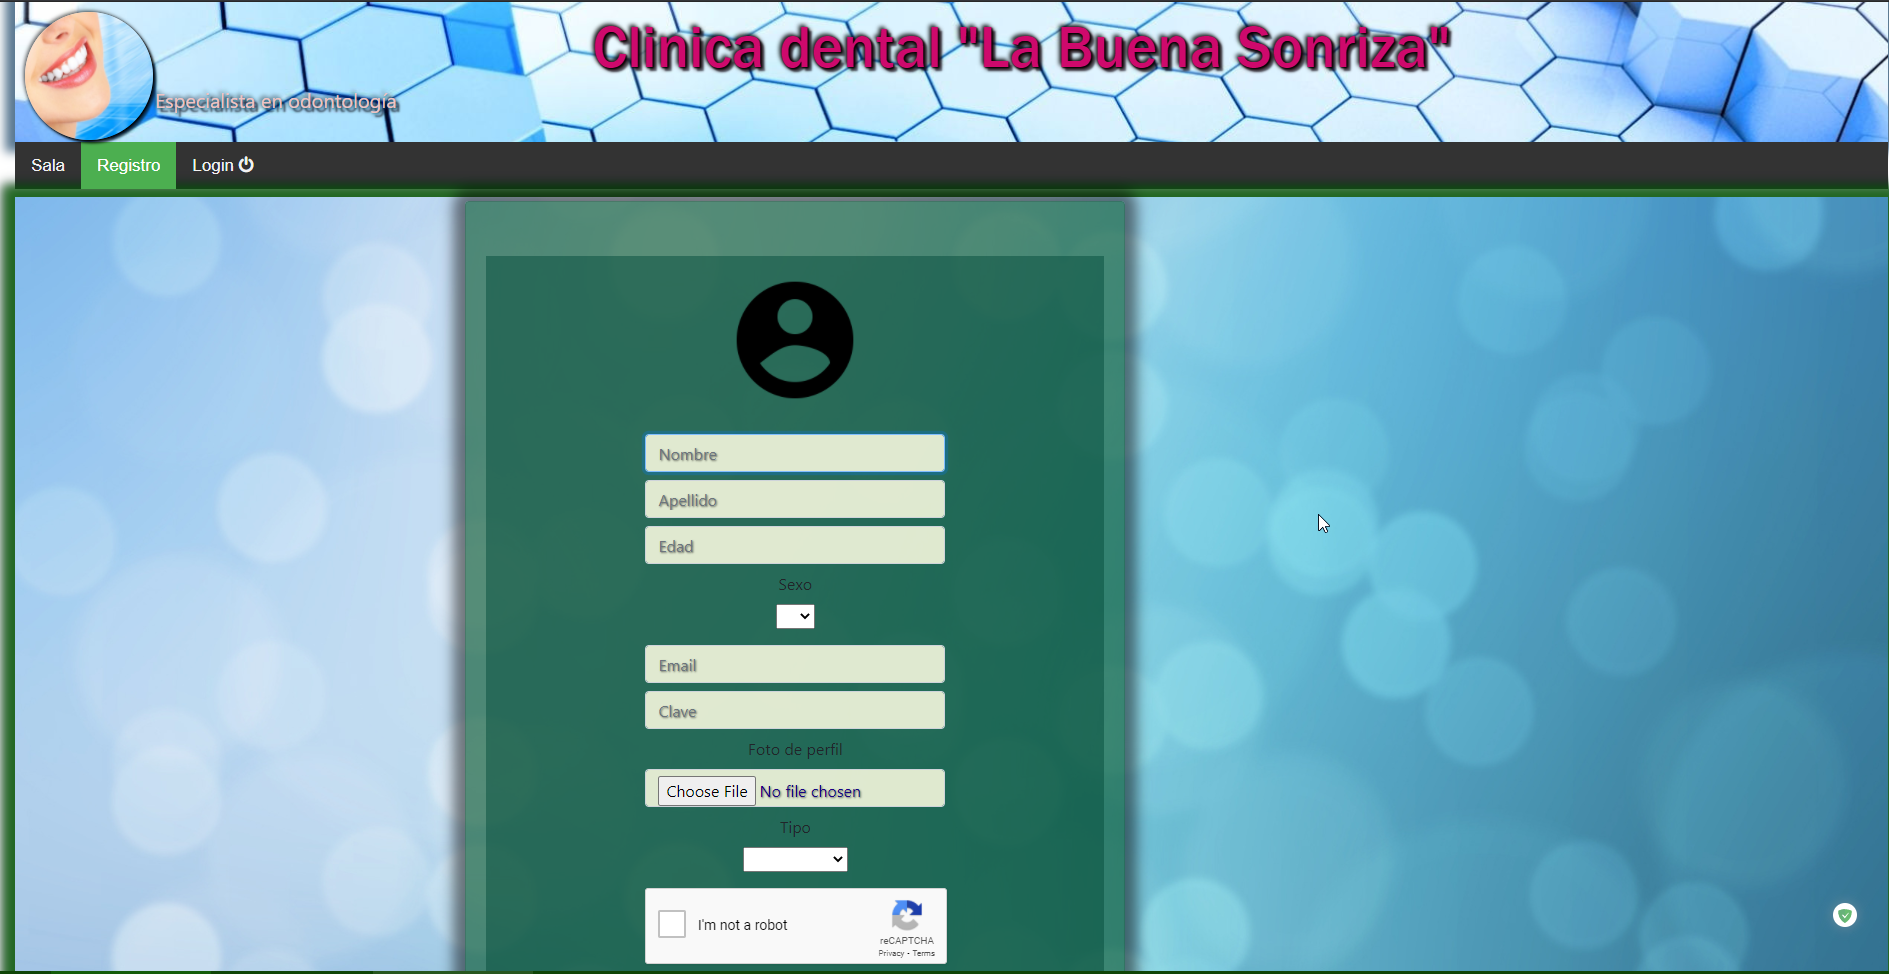 Clinica dental "La Buena Sonriza"
Especialista en odontología
Sala
Registro
Login
Nombre
Apellido
Edad
Sexo
Email
Clave
Foto de perfil
Choose File No file chosen
Tipo
I'm not a robot
reCAPTCHA
Privacy - Terms